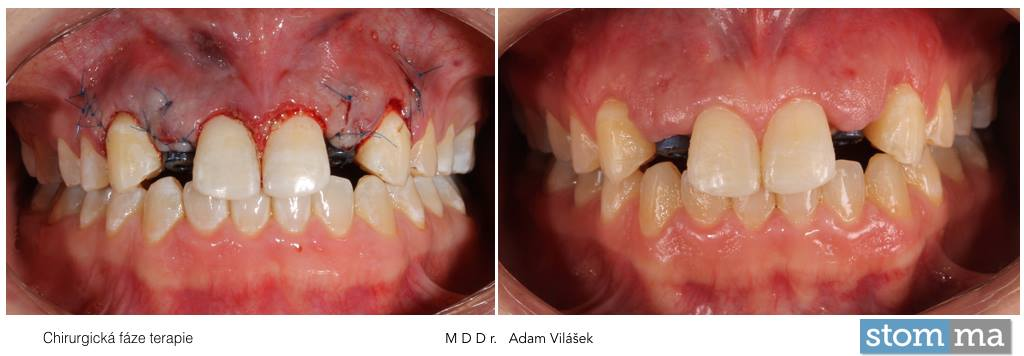 Chirurgická fáze terapie
M D D r. Adam Vilášek
stom ma